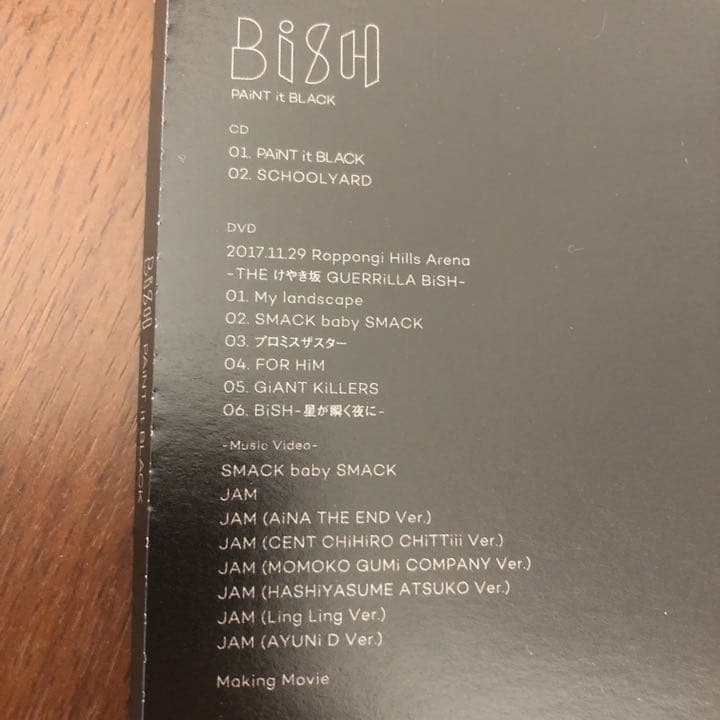 BiSH
PAiNT it BLACK
CD
01. PAiNT it BLACK
02. SCHOOLYARD
DVD
2017.11.29 Roppongi Hills Arena
-THE けやき坂 GUERRiLLA BiSH-
01. My landscape
02. SMACK baby SMACK
03. プロミスザスター
04. FOR HiM
05. GiANT KiLLERS
06. BiSH-星が瞬く夜に-
-Music Video-
SMACK baby SMACK
JAM
JAM (AiNA THE END Ver.)
JAM (CENT CHiHiRO CHiTTiii Ver.)
JAM (MOMOKO GUMi COMPANY Ver.)
JAM (HASHiYASUME ATSUKO Ver.)
JAM (Ling Ling Ver.)
JAM (AYUNi D Ver.)
Making Movie
BiSH PAiNT it BLACK